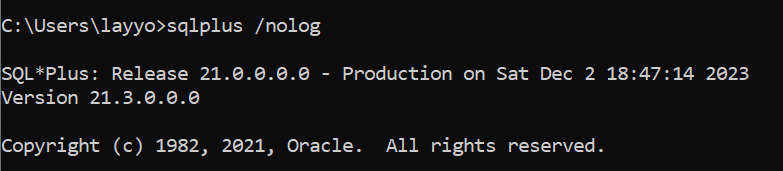 C:\Users\layyo>sqlplus /nolog
SQL*Plus: Release 21.0.0.0.0 - Production on Sat Dec 2 18:47:14 2023
Version 21.3.0.0.0
Copyright (c) 1982, 2021, Oracle.  All rights reserved.